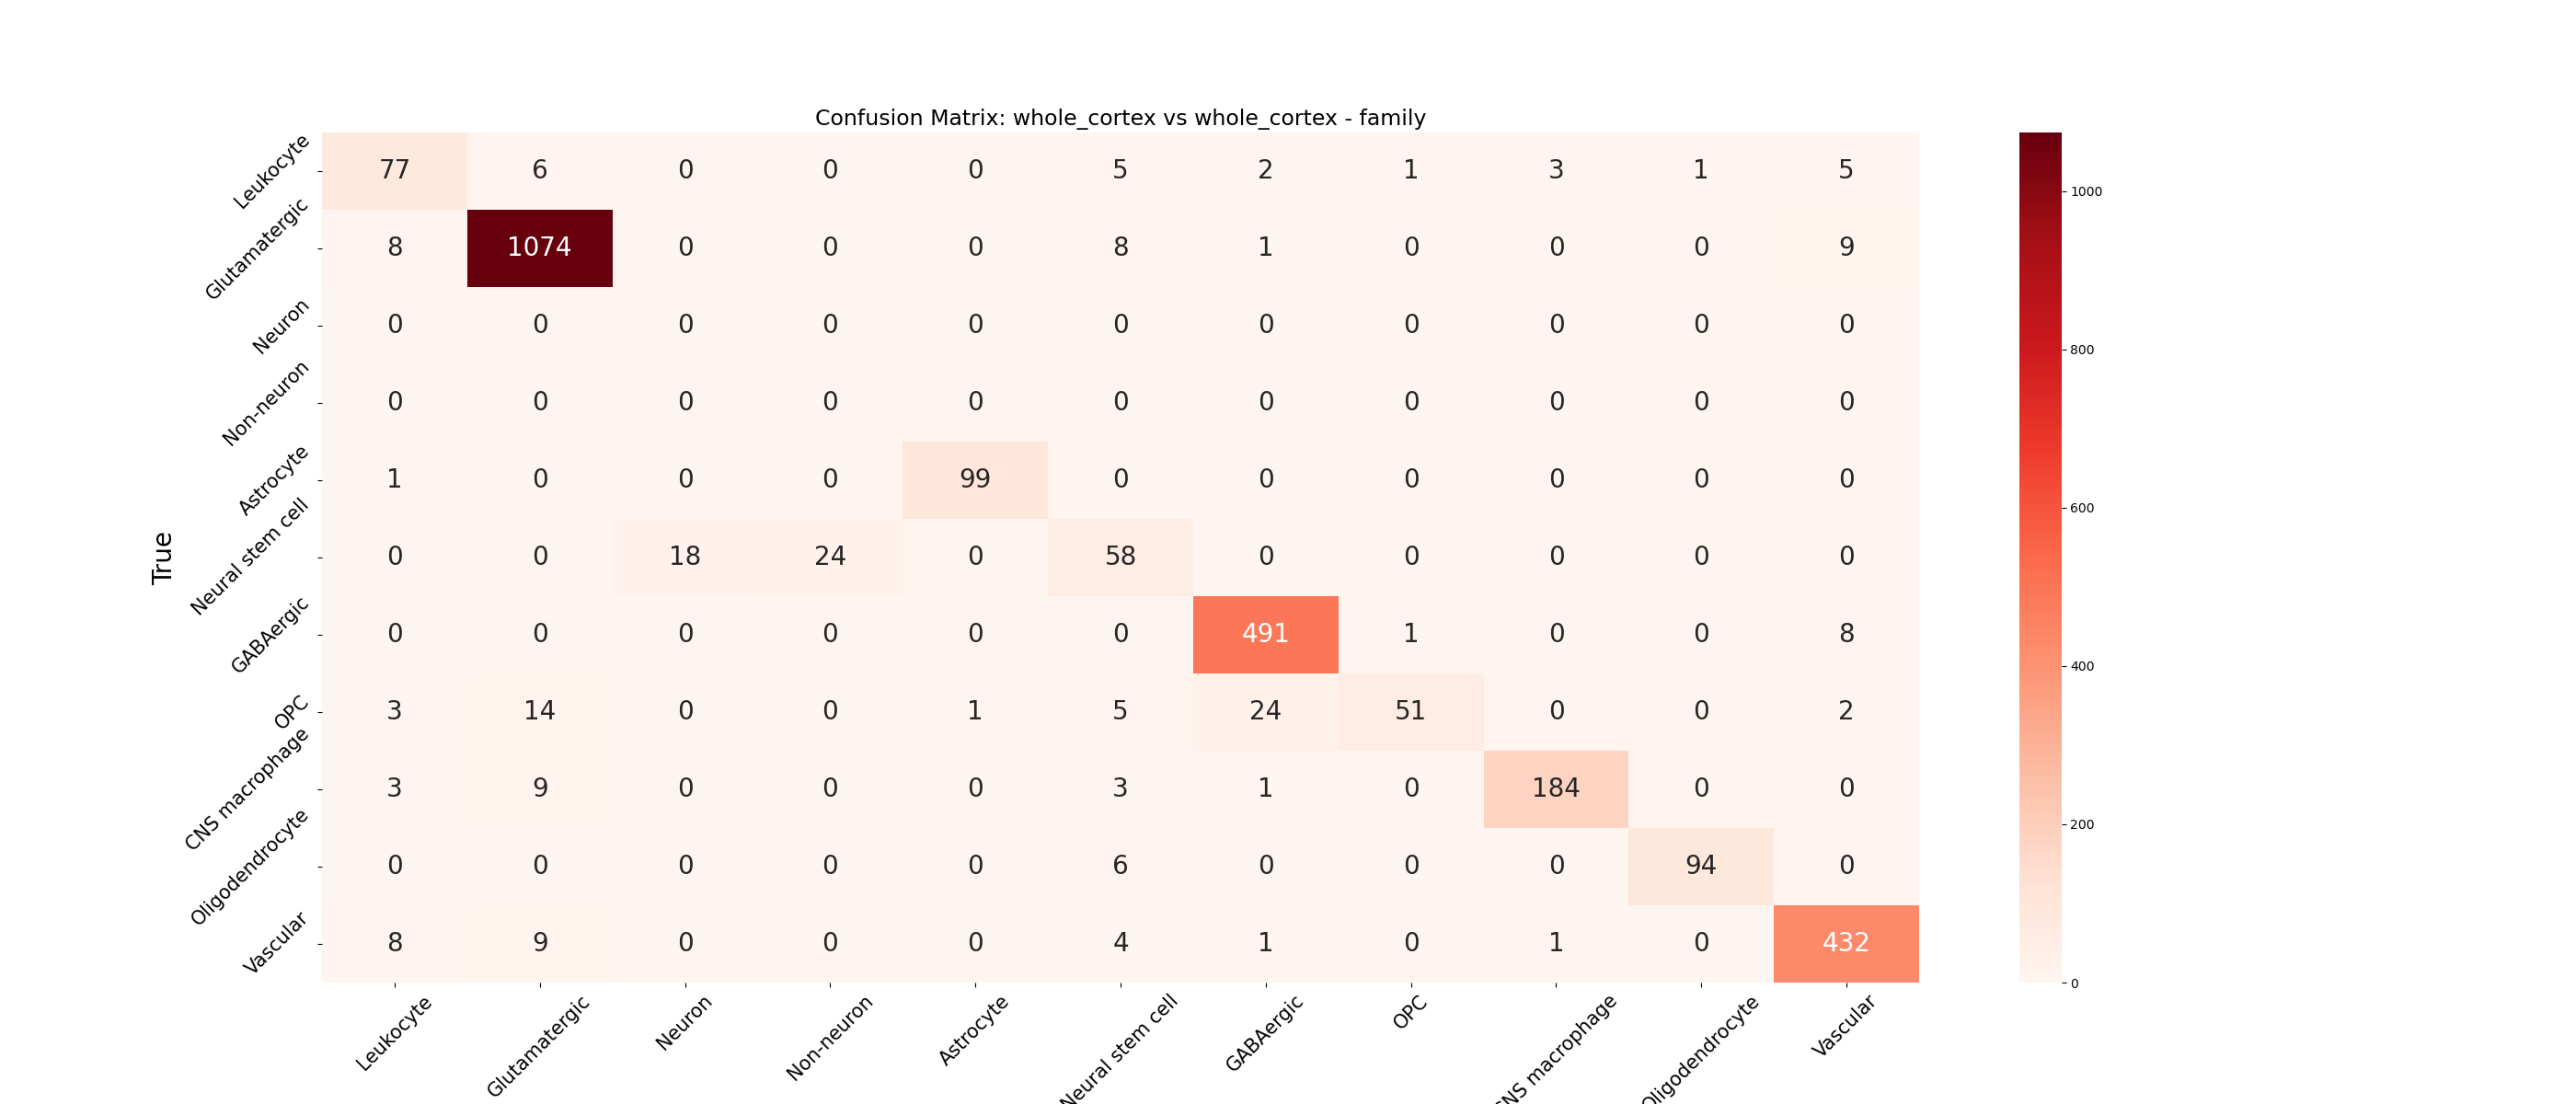 Confusion Matrix: whole_cortex vs whole_cortex - family
Leukocyte 77 6 0 0 0 5 2 1 3 1 5
Glutamatergic 8 1074 0 0 0 8 1 0 0 0 9
Neuron 0 0 0 0 0 0 0 0 0 0 0
Non-neuron 0 0 0 0 0 0 0 0 0 0 0
Astrocyte 1 0 0 0 99 0 0 0 0 0 0
Neural stem cell 0 0 18 24 0 58 0 0 0 0 0
GABAergic 0 0 0 0 0 0 491 1 0 0 8
OPC 3 14 0 0 1 5 24 51 0 0 2
CNS macrophage 3 9 0 0 0 3 1 0 184 0 0
Oligodendrocyte 0 0 0 0 0 6 0 0 0 94 0
Vascular 8 9 0 0 0 4 1 0 1 0 432
True
Leukocyte Glutamatergic Neuron Non-neuron Astrocyte Neural stem cell GABAergic OPC CNS macrophage Oligodendrocyte Vascular
1000
800
600
400
200
0